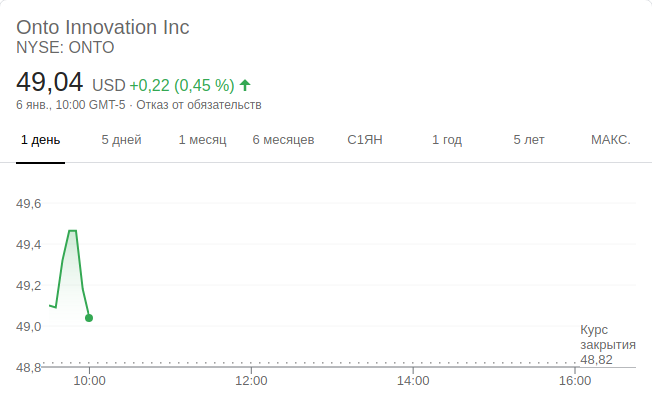 Onto Innovation Inc
NYSE: ONTO
49,04 USD +0,22 (0,45 %)
6 янв., 10:00 GMT-5 · Отказ от обязательств
1 день 5 дней 1 месяц 6 месяцев С1ЯН 1 год 5 лет МАКС.
49,6
49,4
49,2
49,0
48,8
Курс
закрытия
48,82
10:00 12:00 14:00 16:00